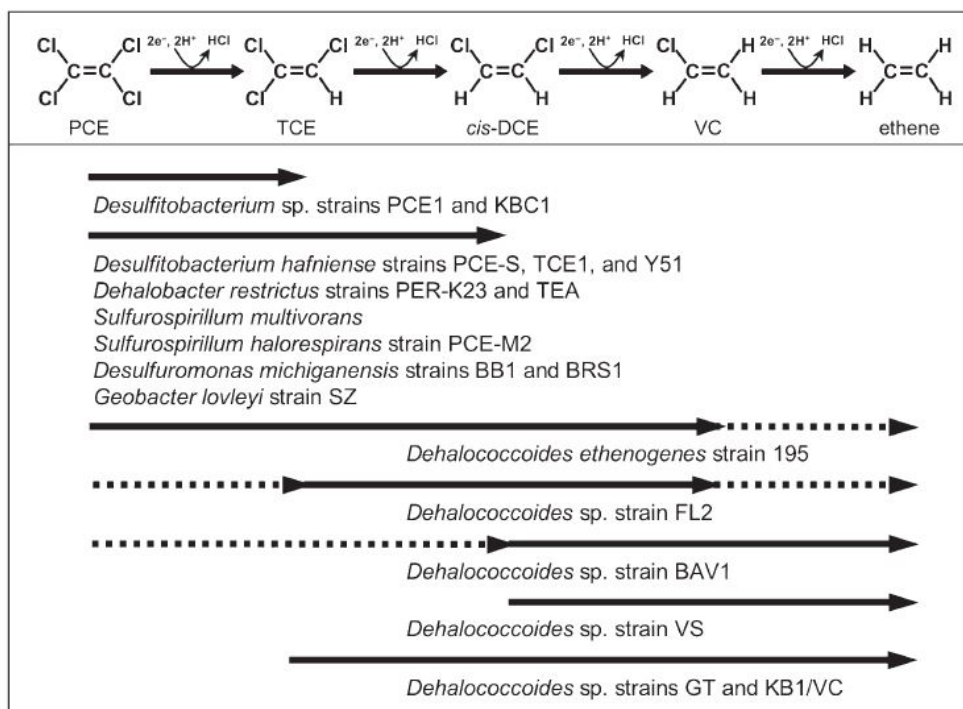 Cl Cl 2e⁻, 2H⁺ HCl Cl Cl 2e⁻, 2H⁺ HCl Cl Cl 2e⁻, 2H⁺ HCl Cl H 2e⁻, 2H⁺ HCl H H
C=C C=C C=C C=C C=C
Cl Cl Cl H H H H H H H
PCE TCE cis-DCE VC ethene
Desulfitobacterium sp. strains PCE1 and KBC1
Desulfitobacterium hafniense strains PCE-S, TCE1, and Y51
Dehalobacter restrictus strains PER-K23 and TEA
Sulfurospirillum multivorans
Sulfurospirillum halorespirans strain PCE-M2
Desulfuromonas michiganensis strains BB1 and BRS1
Geobacter lovleyi strain SZ
Dehalococcoides ethenogenes strain 195
Dehalococcoides sp. strain FL2
Dehalococcoides sp. strain BAV1
Dehalococcoides sp. strain VS
Dehalococcoides sp. strains GT and KB1/VC